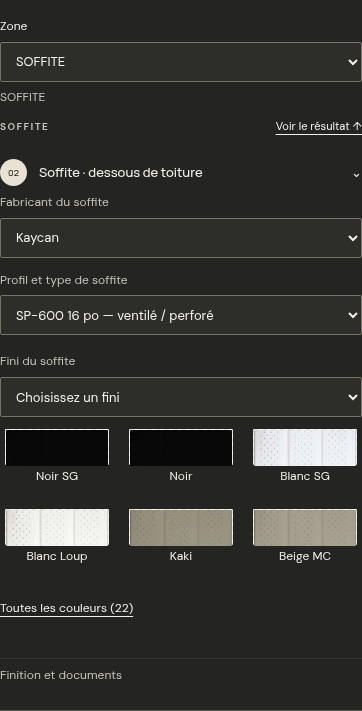 Zone
SOFFITE
SOFFITE
SOFFITE
Voir le résultat ↑
02
Soffite · dessous de toiture
Fabricant du soffite
Kaycan
Profil et type de soffite
SP-600 16 po — ventilé / perforé
Fini du soffite
Choisissez un fini
Noir SG
Noir
Blanc SG
Blanc Loup
Kaki
Beige MC
Toutes les couleurs (22)
Finition et documents